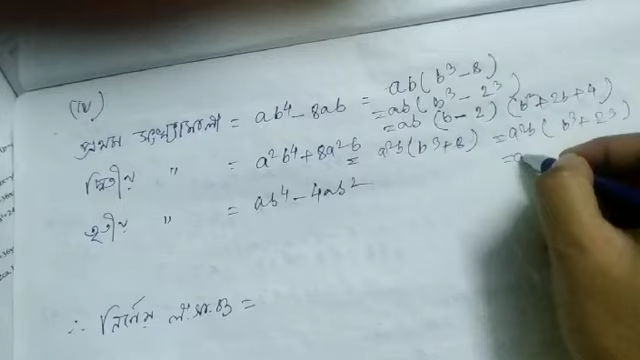 (iv)
প্রথম সংখ্যারাশি = ab⁴ - 8ab = ab(b³ - 8)
= ab(b³ - 2³)
= ab (b - 2) (b² + 2b + 4)
দ্বিতীয় " = a²b⁴ + 8a²b
= a²b(b³ + 8) = a²b (b³ + 2³)
= a
তৃতীয় " = ab⁴ - 4ab²
∴ নির্ণেয় ল.সা.গু =